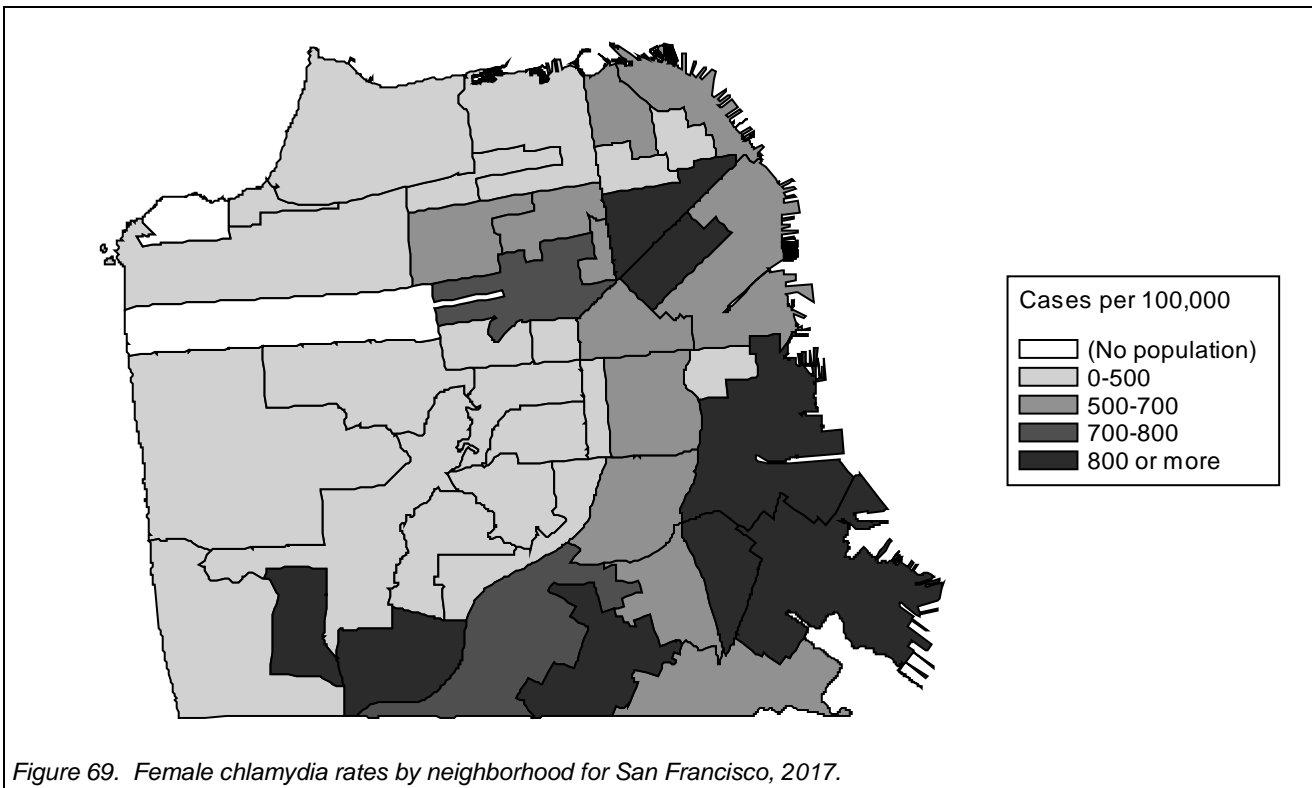 Cases per 100,000
(No population)
0-500
500-700
700-800
800 or more
Figure 69. Female chlamydia rates by neighborhood for San Francisco, 2017.